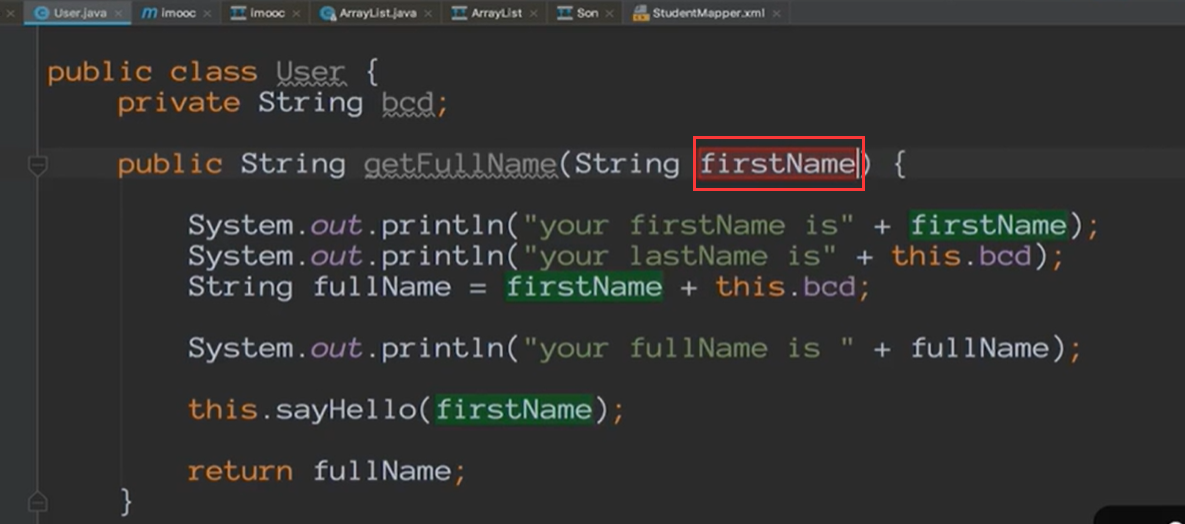 User.java imooc imooc ArrayList.java ArrayList Son StudentMapper.xml
public class User {
private String bcd;
public String getFullName(String firstName) {
System.out.println("your firstName is" + firstName);
System.out.println("your lastName is" + this.bcd);
String fullName = firstName + this.bcd;
System.out.println("your fullName is " + fullName);
this.sayHello(firstName);
return fullName;
}